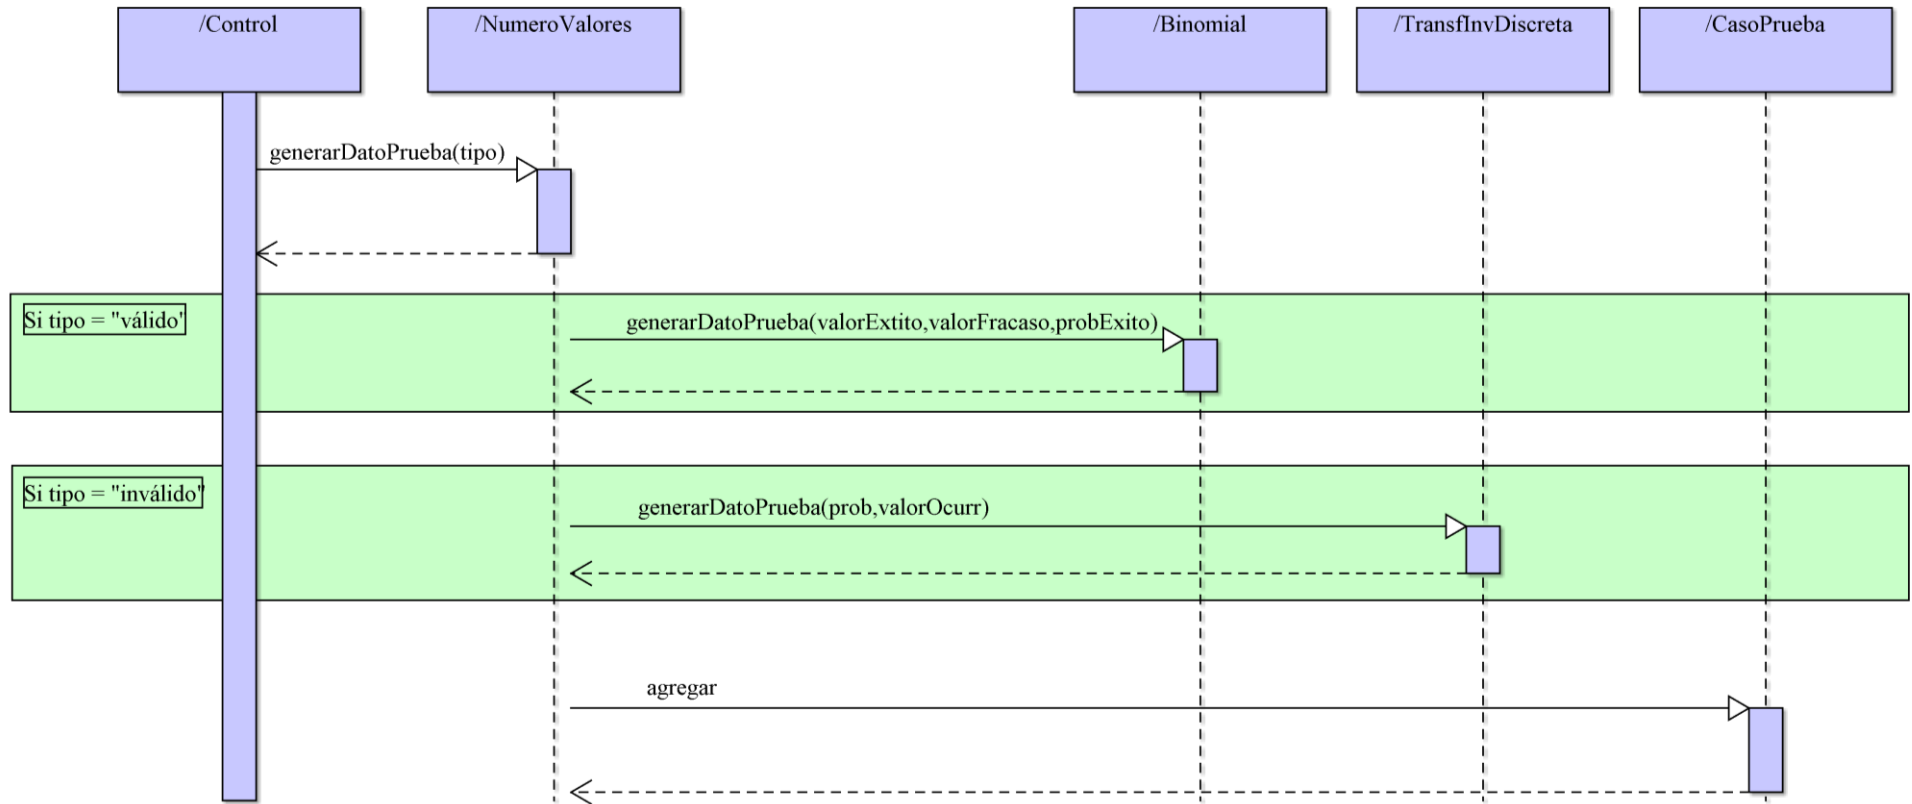 /Control
/NumeroValores
/Binomial
/TransfInvDiscreta
/CasoPrueba
generarDatoPrueba(tipo)
Si tipo = "válido"
generarDatoPrueba(valorExtito,valorFracaso,probExito)
Si tipo = "inválido"
generarDatoPrueba(prob,valorOcurr)
agregar